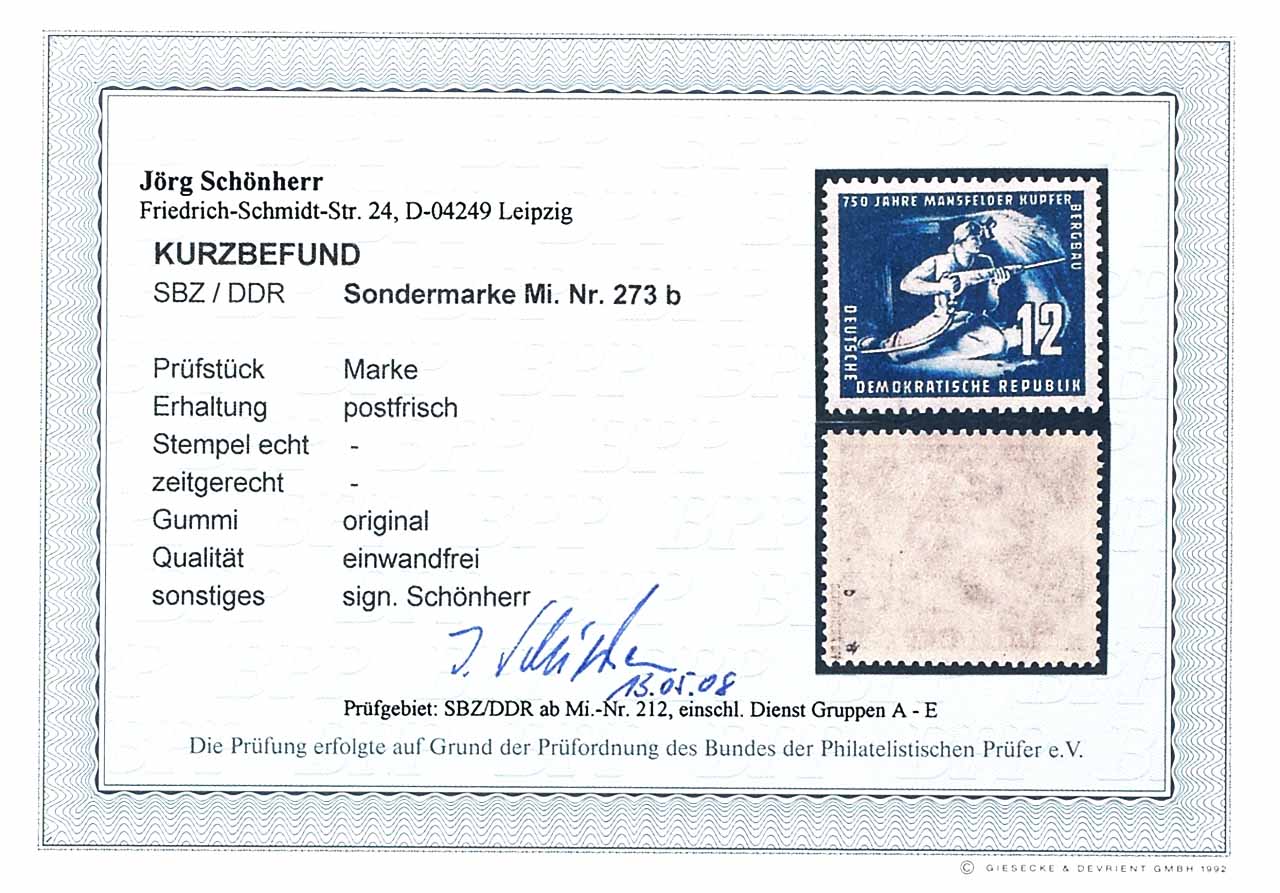 Jörg Schönherr
Friedrich-Schmidt-Str. 24, D-04249 Leipzig
KURZBEFUND
SBZ / DDR Sondermarke Mi. Nr. 273 b
Prüfstück Marke
Erhaltung postfrisch
Stempel echt -
zeitgerecht -
Gummi original
Qualität einwandfrei
sonstiges sign. Schönherr
13.05.08
Prüfgebiet: SBZ/DDR ab Mi.-Nr. 212, einschl. Dienst Gruppen A - E
Die Prüfung erfolgte auf Grund der Prüfordnung des Bundes der Philatelistischen Prüfer e.V.
750 JAHRE MANSFELDER KUPFER
BERGBAU
12
DEUTSCHE
DEMOKRATISCHE REPUBLIK
BPP
© GIESECKE & DEVRIENT GMBH 1992